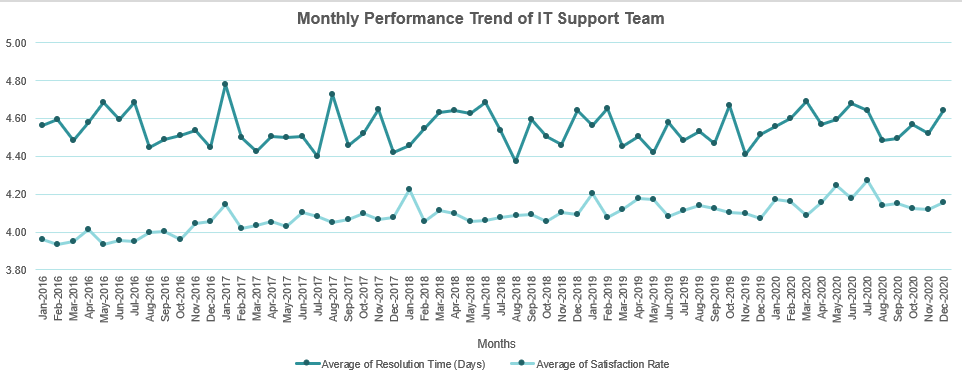 Monthly Performance Trend of IT Support Team
5.00
4.80
4.60
4.40
4.20
4.00
3.80
Jan-2016
Feb-2016
Mar-2016
Apr-2016
May-2016
Jun-2016
Jul-2016
Aug-2016
Sep-2016
Oct-2016
Nov-2016
Dec-2016
Jan-2017
Feb-2017
Mar-2017
Apr-2017
May-2017
Jun-2017
Jul-2017
Aug-2017
Sep-2017
Oct-2017
Nov-2017
Dec-2017
Jan-2018
Feb-2018
Mar-2018
Apr-2018
May-2018
Jun-2018
Jul-2018
Aug-2018
Sep-2018
Oct-2018
Nov-2018
Dec-2018
Jan-2019
Feb-2019
Mar-2019
Apr-2019
May-2019
Jun-2019
Jul-2019
Aug-2019
Sep-2019
Oct-2019
Nov-2019
Dec-2019
Jan-2020
Feb-2020
Mar-2020
Apr-2020
May-2020
Jun-2020
Jul-2020
Aug-2020
Sep-2020
Oct-2020
Nov-2020
Dec-2020
Months
Average of Resolution Time (Days) Average of Satisfaction Rate